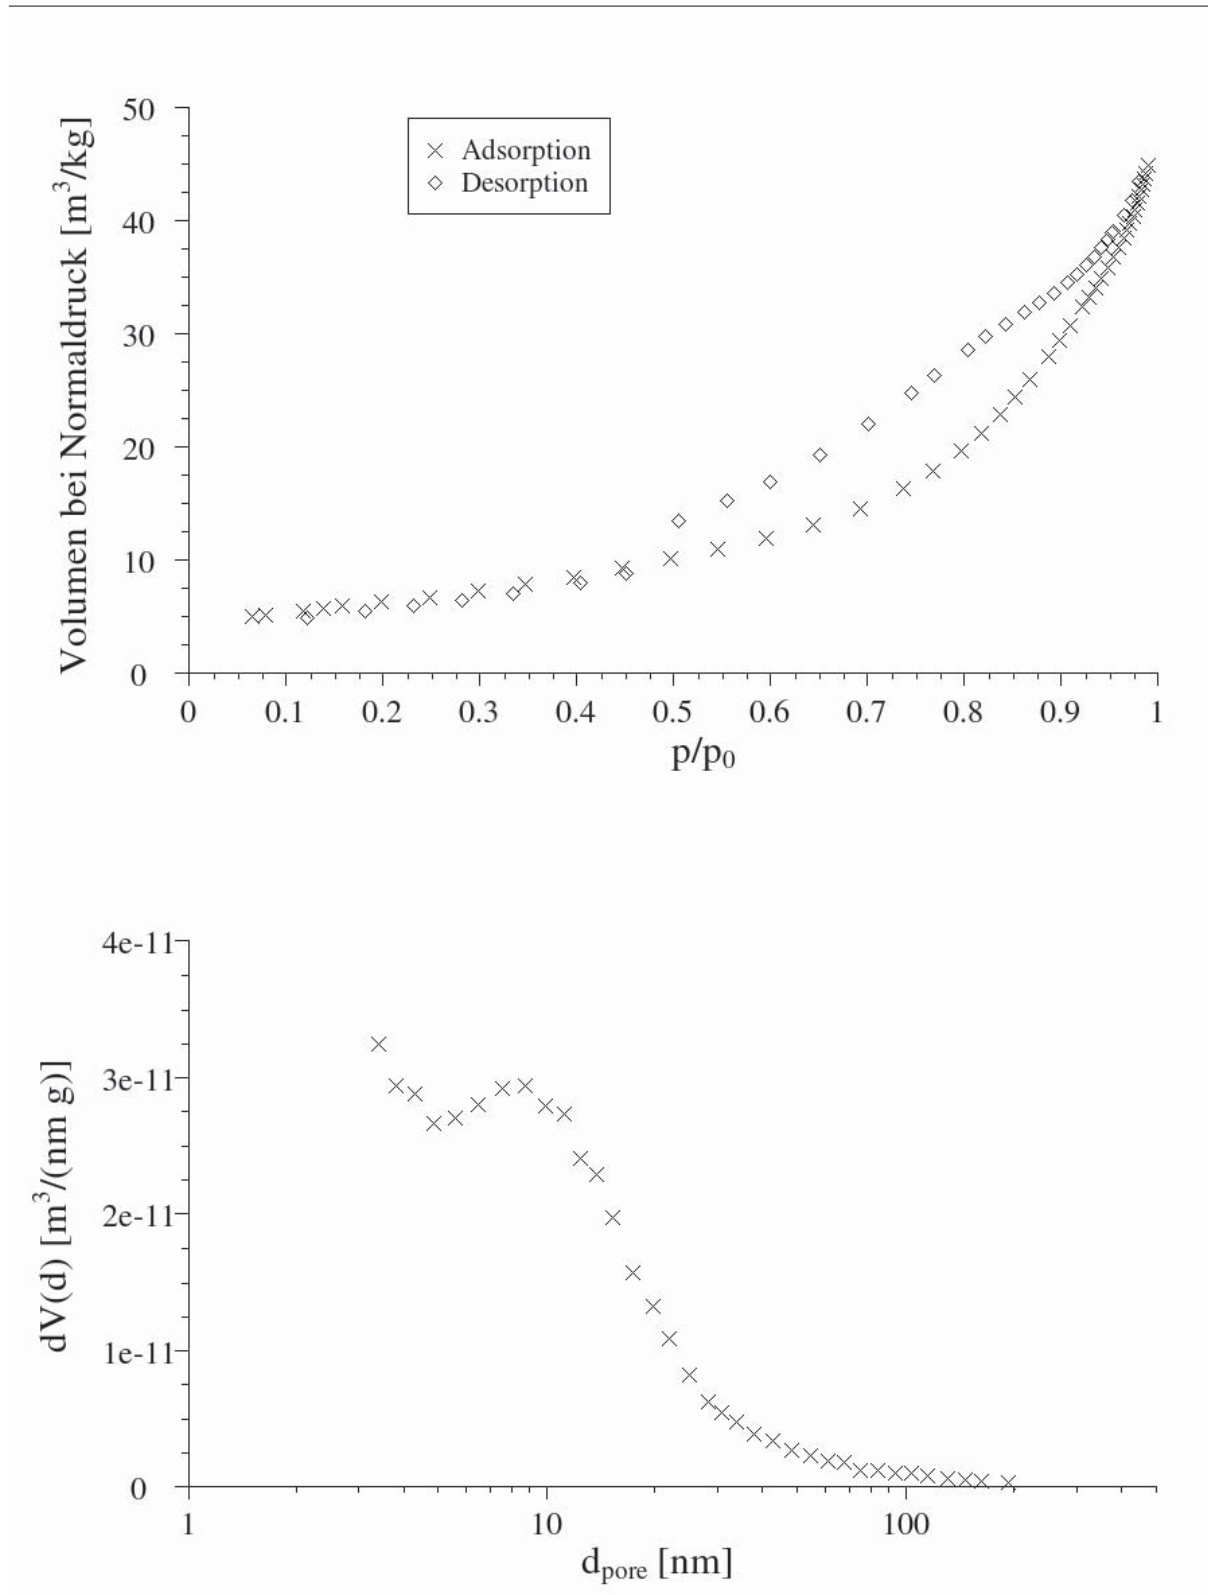 50
40
30
20
10
0
Volumen bei Normaldruck [m³/kg]
Adsorption
Desorption
0 0.1 0.2 0.3 0.4 0.5 0.6 0.7 0.8 0.9 1
p/p₀
4e-11
3e-11
2e-11
1e-11
0
dV(d) [m³/(nm g)]
1 10 100
dpore [nm]